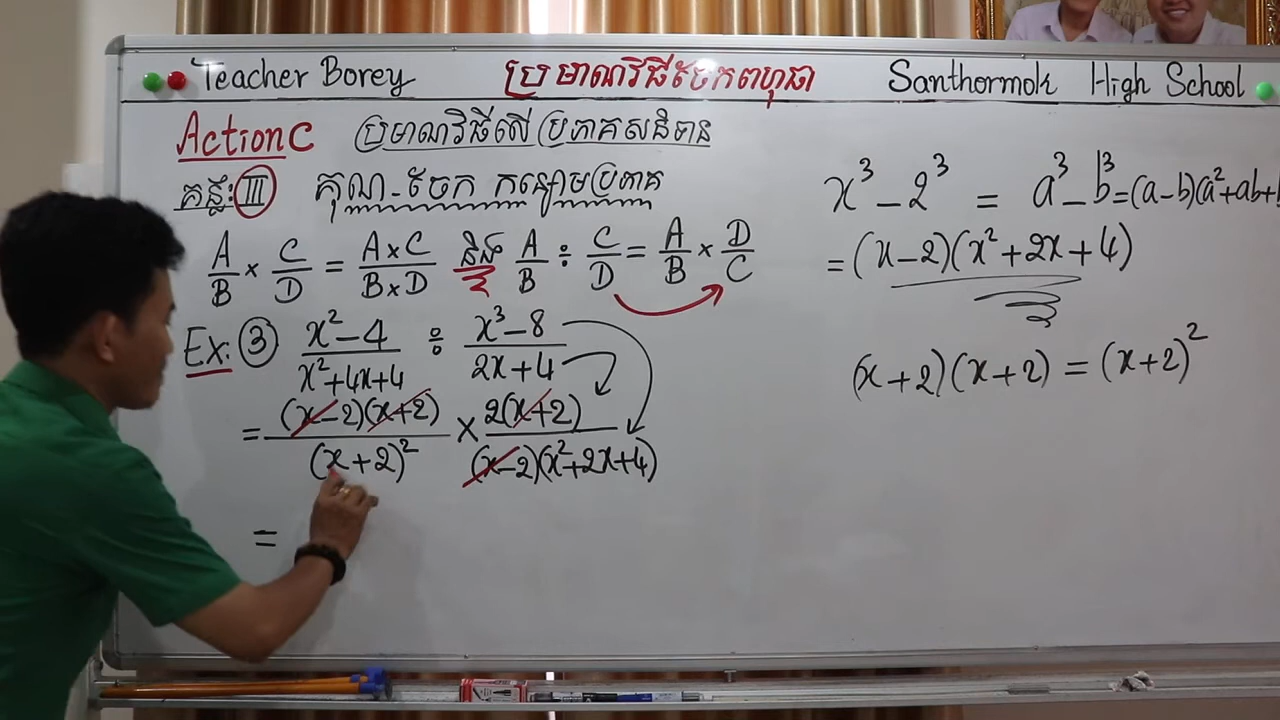 Teacher Borey ប្រមាណវិធីចែកពហុធា Santhormok High School
Action C ប្រមាណវិធីលើប្រភាគសនិទាន
គន្លឹះ III គុណ-ចែក កន្សោមប្រភាគ
A/B × C/D = A×C/B×D និង A/B ÷ C/D = A/B × D/C
Ex: ③ x²-4/x²+4x+4 ÷ x³-8/2x+4
= (x-2)(x+2)/(x+2)² × 2(x+2)/(x-2)(x²+2x+4)
=
x³ - 2³ = a³ - b³ = (a-b)(a²+ab+
= (x-2)(x²+2x+4)
(x+2)(x+2) = (x+2)²